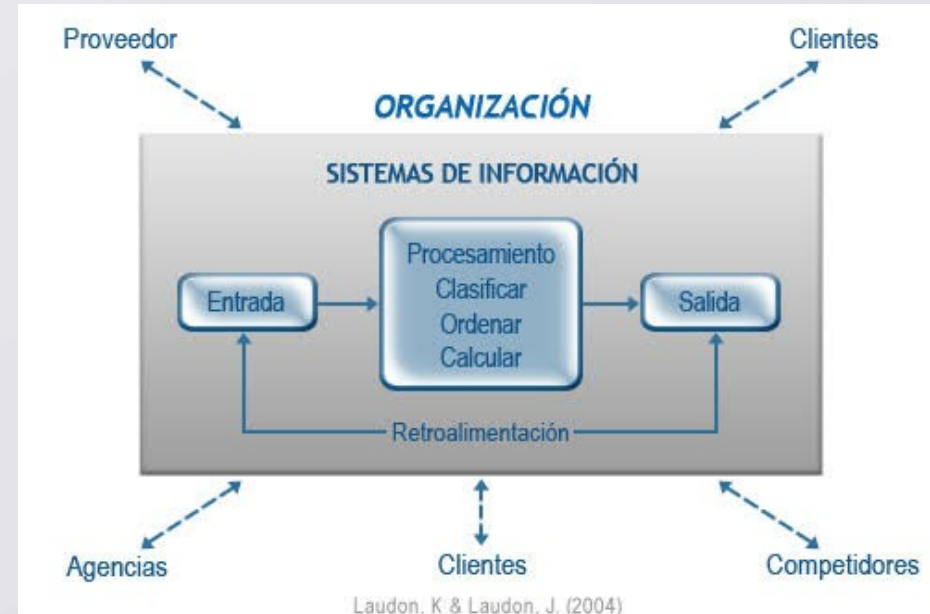 Proveedor
Clientes
ORGANIZACIÓN
SISTEMAS DE INFORMACIÓN
Entrada
Procesamiento
Clasificar
Ordenar
Calcular
Salida
Retroalimentación
Agencias
Clientes
Competidores
Laudon, K & Laudon, J. (2004)